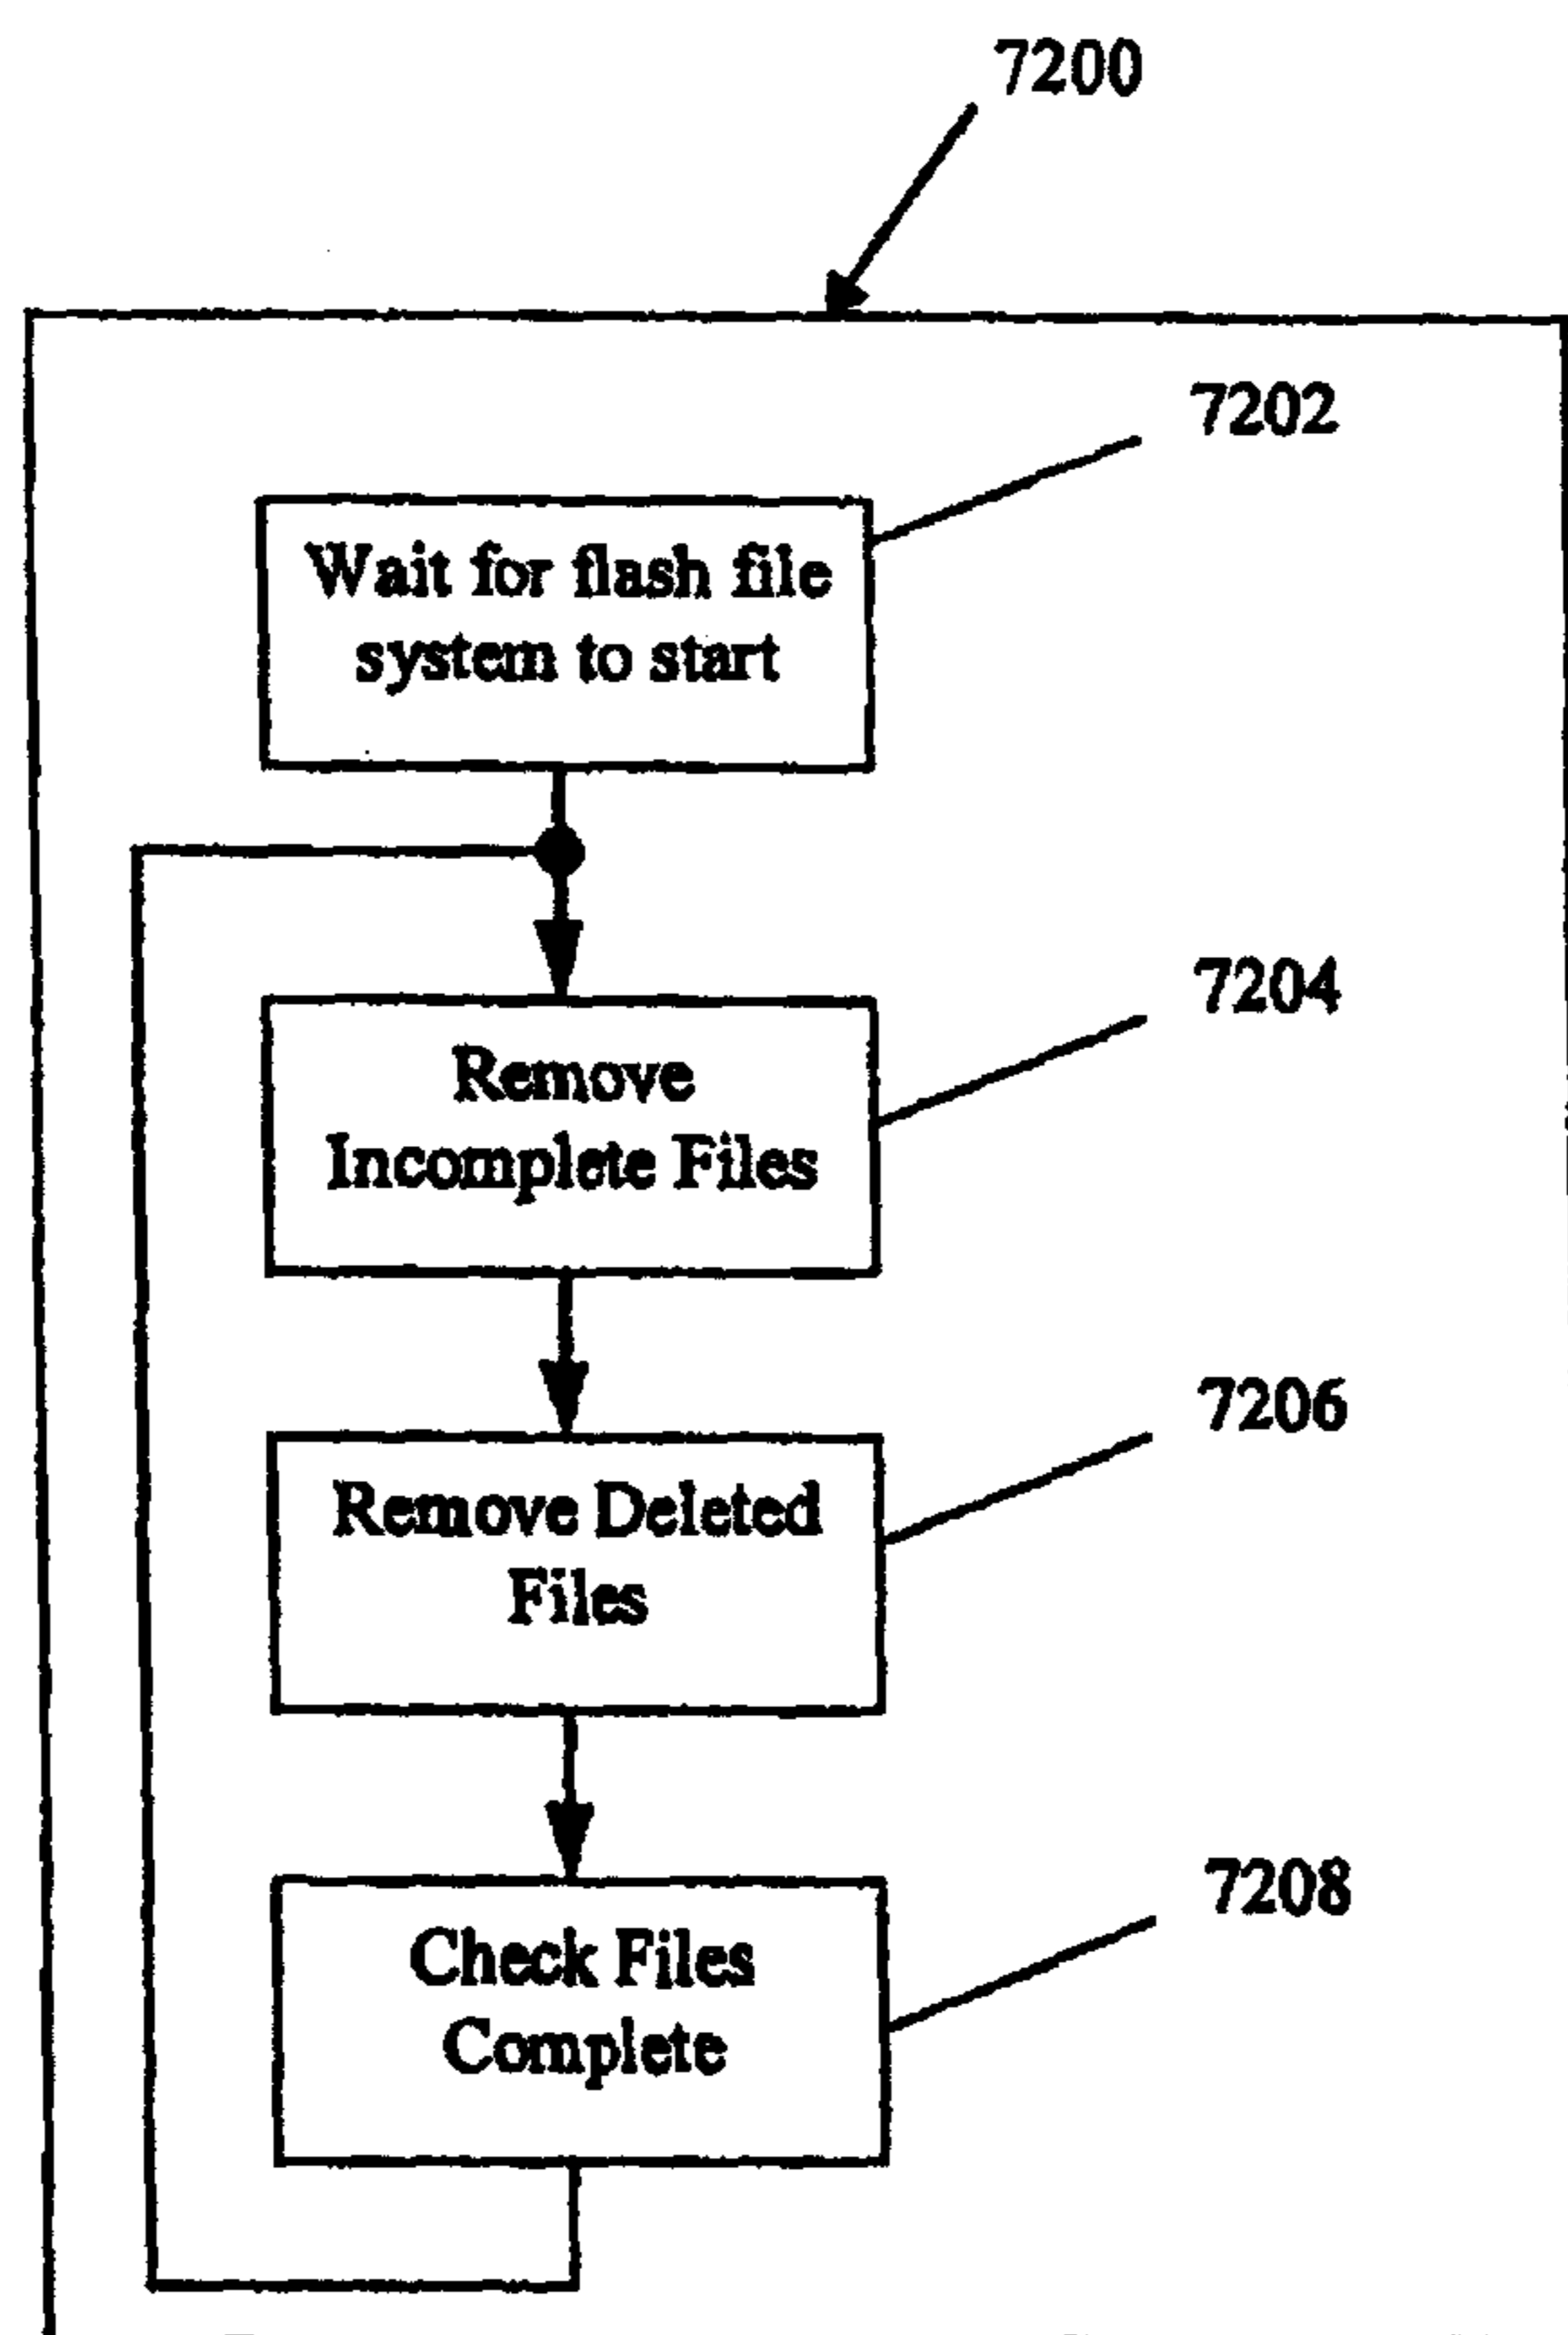 7200
7202
Wait for flash file
system to start
7204
Remove
Incomplete Files
7206
Remove Deleted
Files
7208
Check Files
Complete